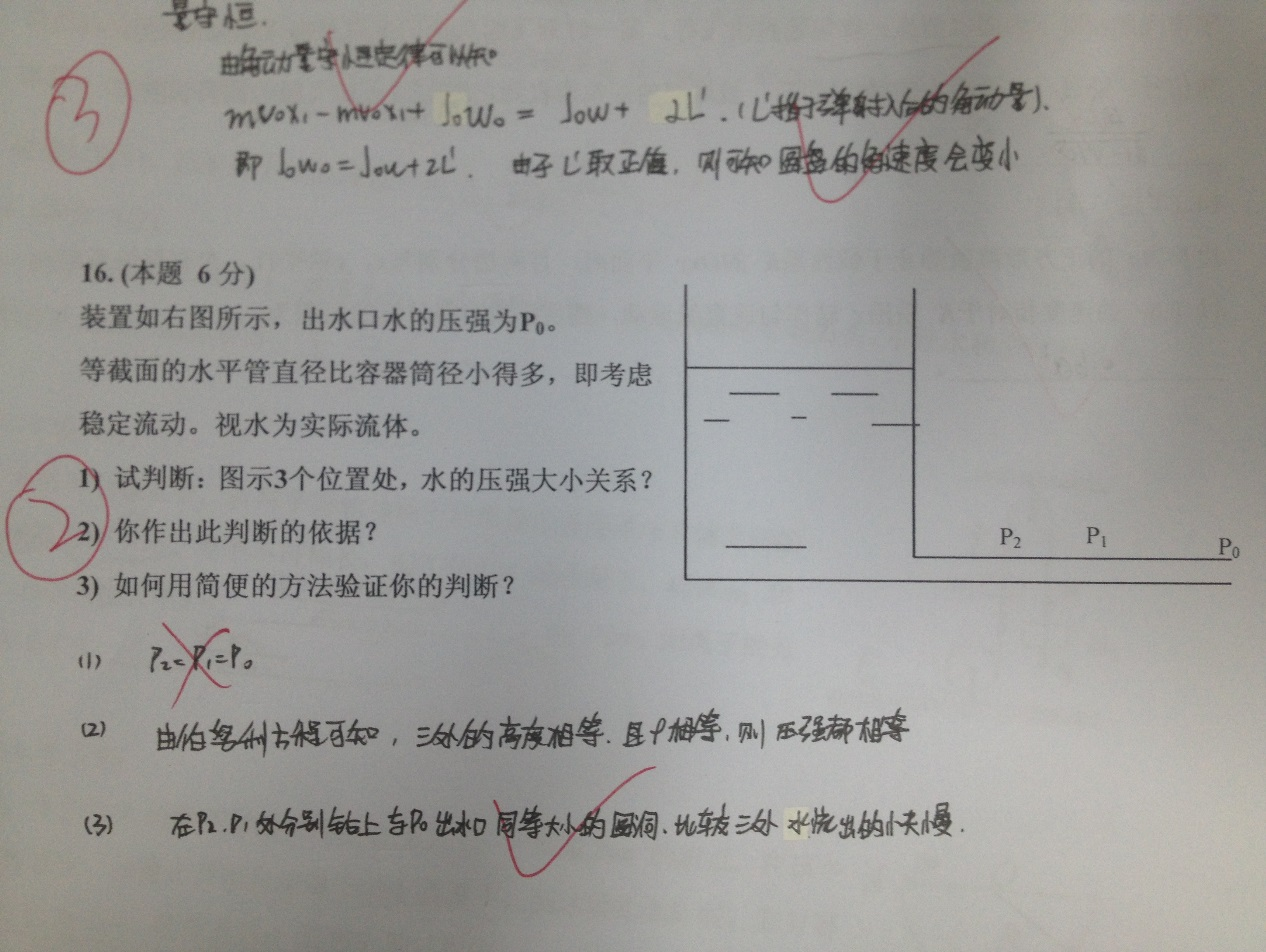 量守恒.
由角动量守恒定律可以知
mv₀x₁-mv₀x₁+J₀w₀=J₀w+2L'.(L'指子弹射入后的角动量).
即J₀w₀=J₀w+2L'. 由于L'取正值,则可知圆盘的角速度会变小
3
16. (本题 6 分)
装置如右图所示，出水口水的压强为P₀。
等截面的水平管直径比容器筒径小得多，即考虑
稳定流动。视水为实际流体。
1) 试判断：图示3个位置处，水的压强大小关系？
2) 你作出此判断的依据？
3) 如何用简便的方法验证你的判断？
2
P₂ P₁ P₀
(1) P₂=P₁=P₀
(2) 由伯努利方程可知,三处的高度相等.且ρ相等,则压强都相等
(3) 在P₂.P₁处分别钻上与P₀出水口同等大小的圆洞.比较三处水流出的快慢.